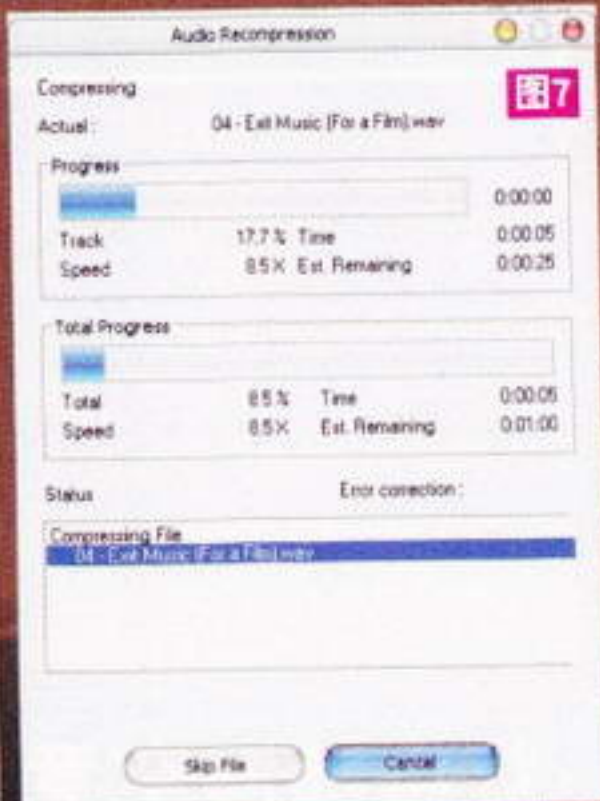 Audio Recompression
Compressing
图7
Actual : 04 - Exit Music (For a Film).wav
Progress
0:00:00
Track 17.7 % Time 0:00:05
Speed 8.5 X Est. Remaining 0:00:25
Total Progress
Total 8.5 % Time 0:00:05
Speed 8.5 X Est. Remaining 0:01:00
Status Error correction :
Compressing File
04 - Exit Music (For a Film).wav
Skip File Cancel